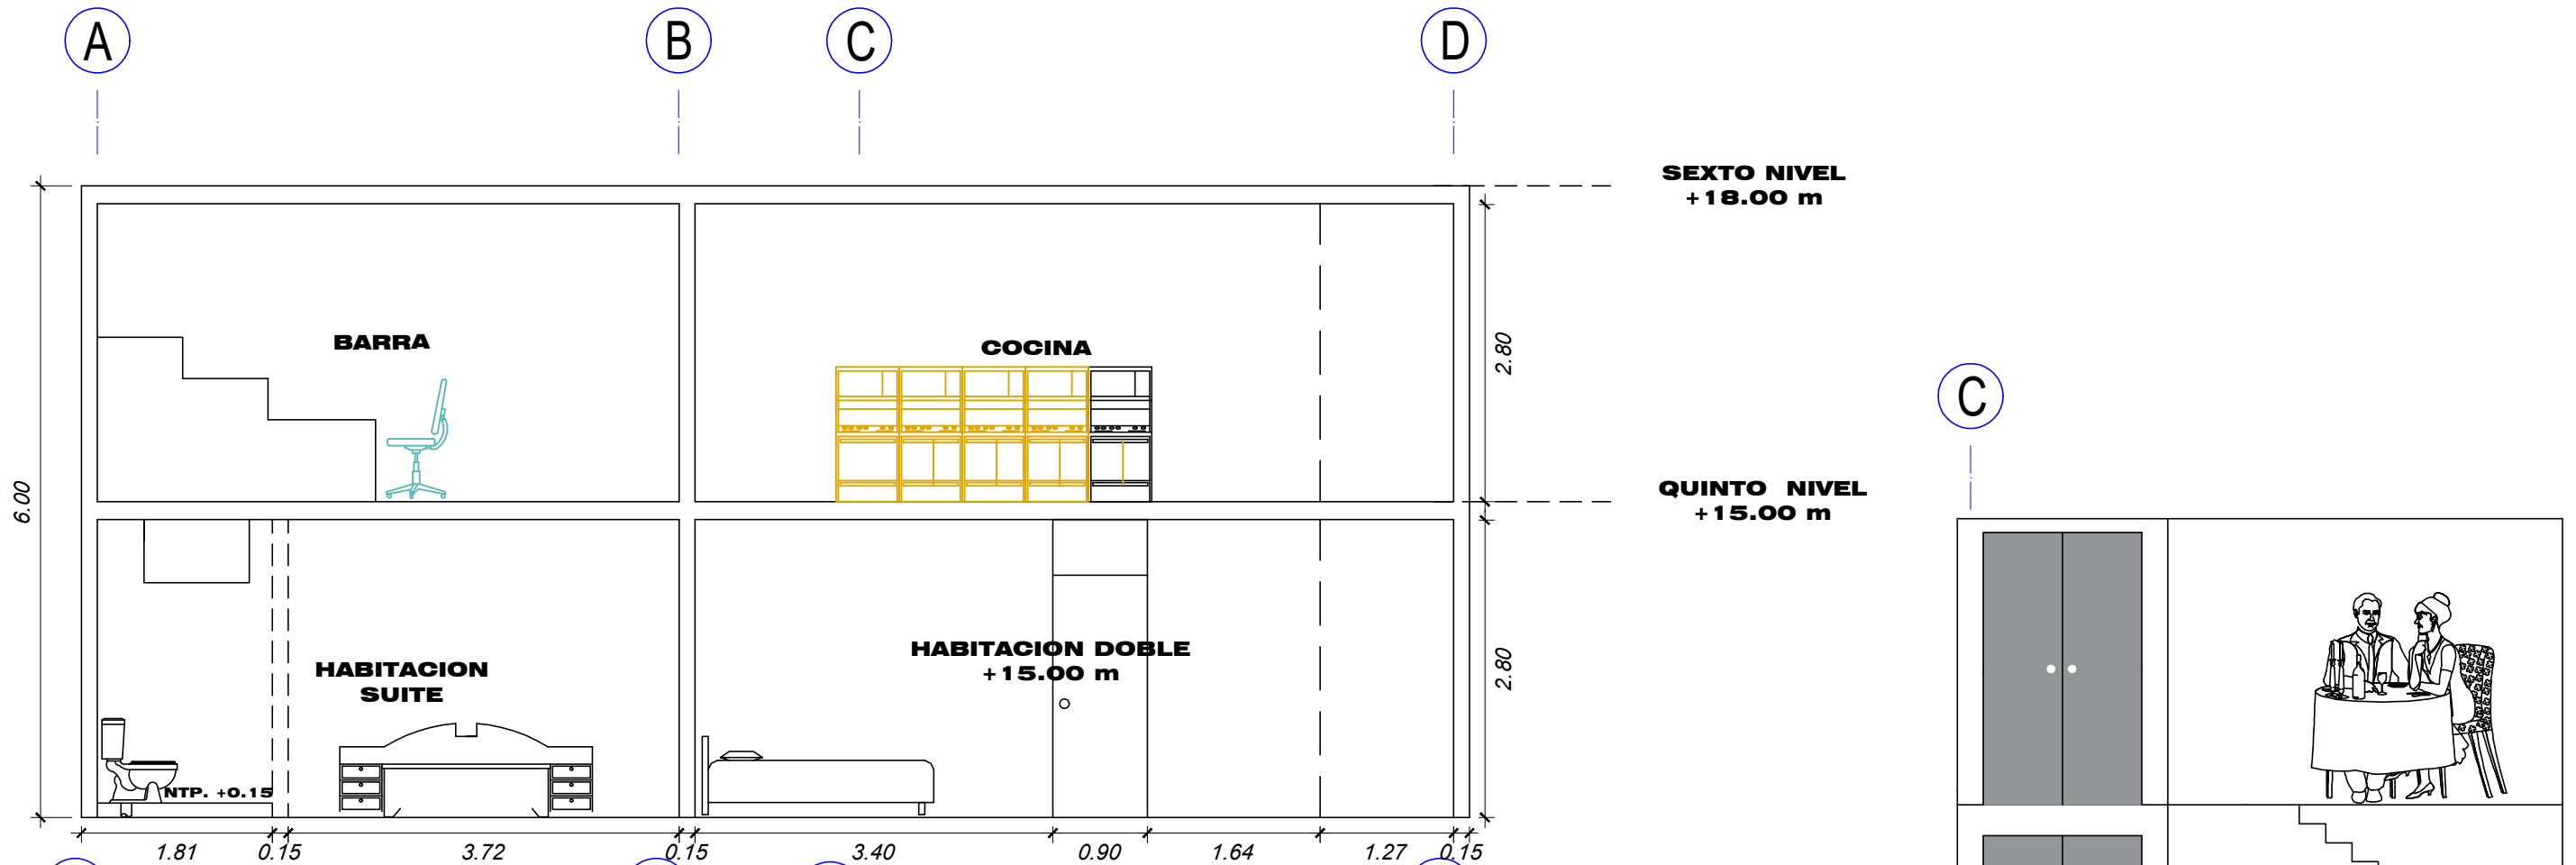 A
B
C
D
SEXTO NIVEL
+18.00 m
BARRA
COCINA
2.80
C
6.00
QUINTO NIVEL
+15.00 m
HABITACION
SUITE
HABITACION DOBLE
+15.00 m
2.80
NTP. +0.15
1.81
0.15
3.72
0.15
3.40
0.90
1.64
1.27
0.15